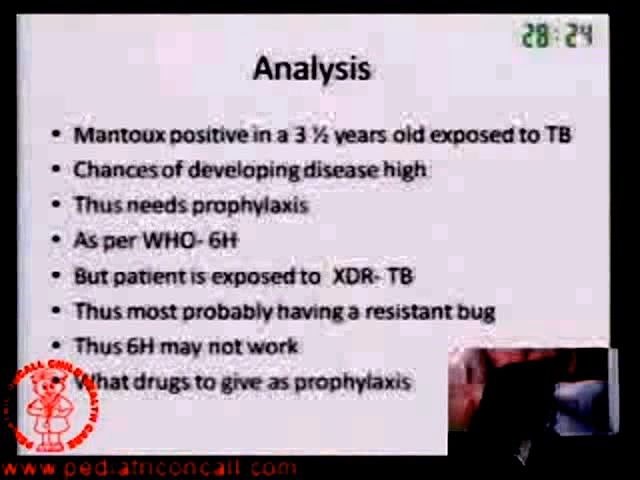 28:24
Analysis
• Mantoux positive in a 3 ½ years old exposed to TB
• Chances of developing disease high
• Thus needs prophylaxis
• As per WHO- 6H
• But patient is exposed to XDR- TB
• Thus most probably having a resistant bug
• Thus 6H may not work
• What drugs to give as prophylaxis
www.pediatriconcall.com